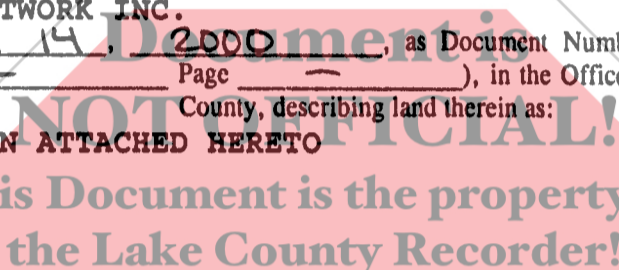 TWORK INC.
14, 2000, as Document Numb
Document is
— Page —), in the Office
County, describing land therein as:
NOT OFFICIAL!
N ATTACHED HERETO
is Document is the property
the Lake County Recorder!